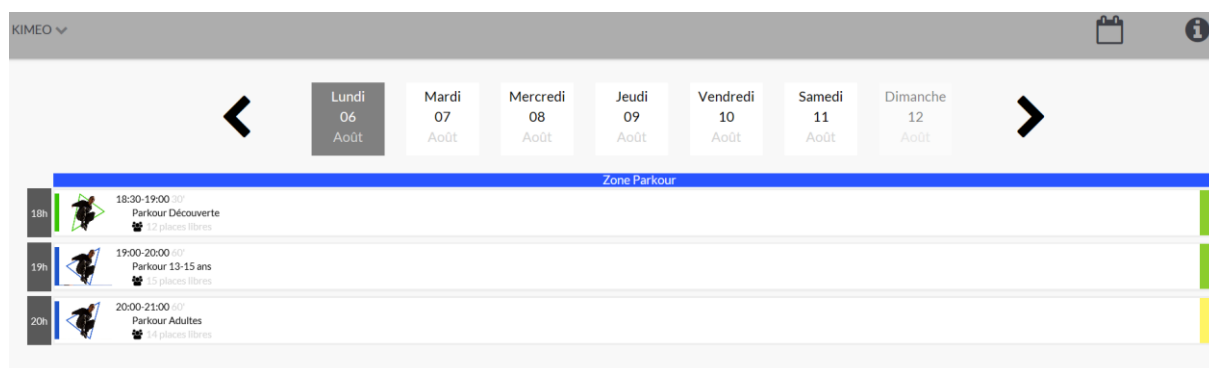 KIMEO
Lundi Mardi Mercredi Jeudi Vendredi Samedi Dimanche
06 07 08 09 10 11 12
Août Août Août Août Août Août Août
Zone Parkour
18h
18:30-19:00 30'
Parkour Découverte
12 places libres
19h
19:00-20:00 60'
Parkour 13-15 ans
15 places libres
20h
20:00-21:00 60'
Parkour Adultes
14 places libres